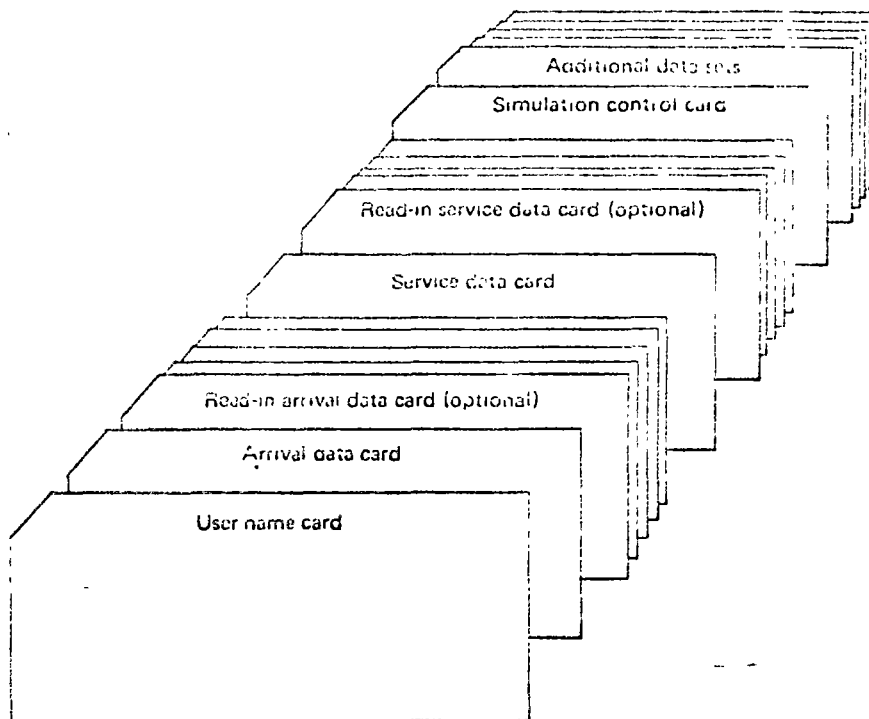 Additional data sets
Simulation control card
Read-in service data card (optional)
Service data card
Read-in arrival data card (optional)
Arrival data card
User name card